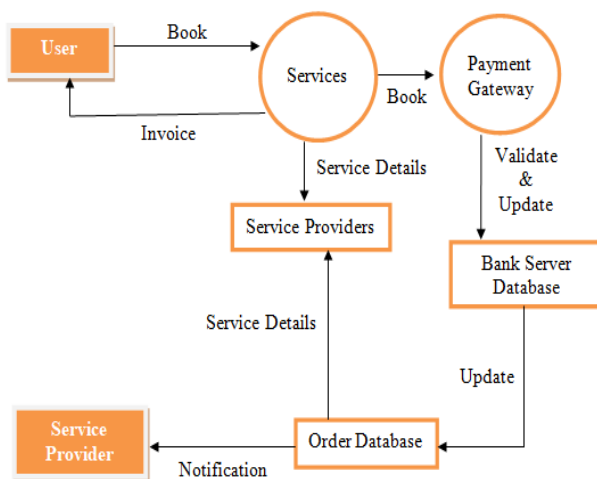 User
Book
Services
Payment
Gateway
Book
Invoice
Validate
&
Update
Service Details
Service Providers
Bank Server
Database
Service Details
Update
Service
Provider
Order Database
Notification